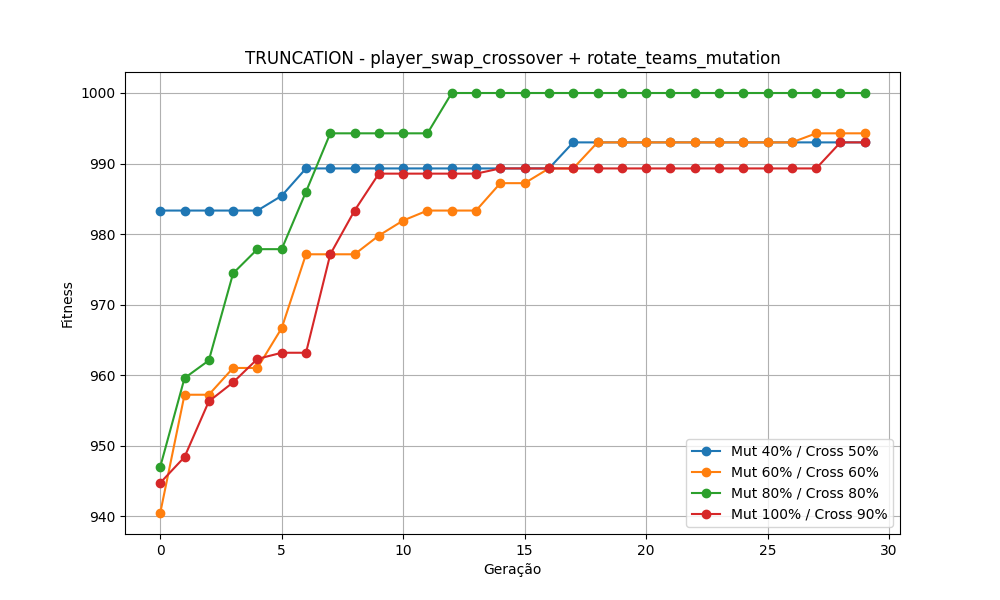 TRUNCATION - player_swap_crossover + rotate_teams_mutation
1000
990
980
970
960
950
940
Fitness
0 5 10 15 20 25 30
Geração
Mut 40% / Cross 50%
Mut 60% / Cross 60%
Mut 80% / Cross 80%
Mut 100% / Cross 90%